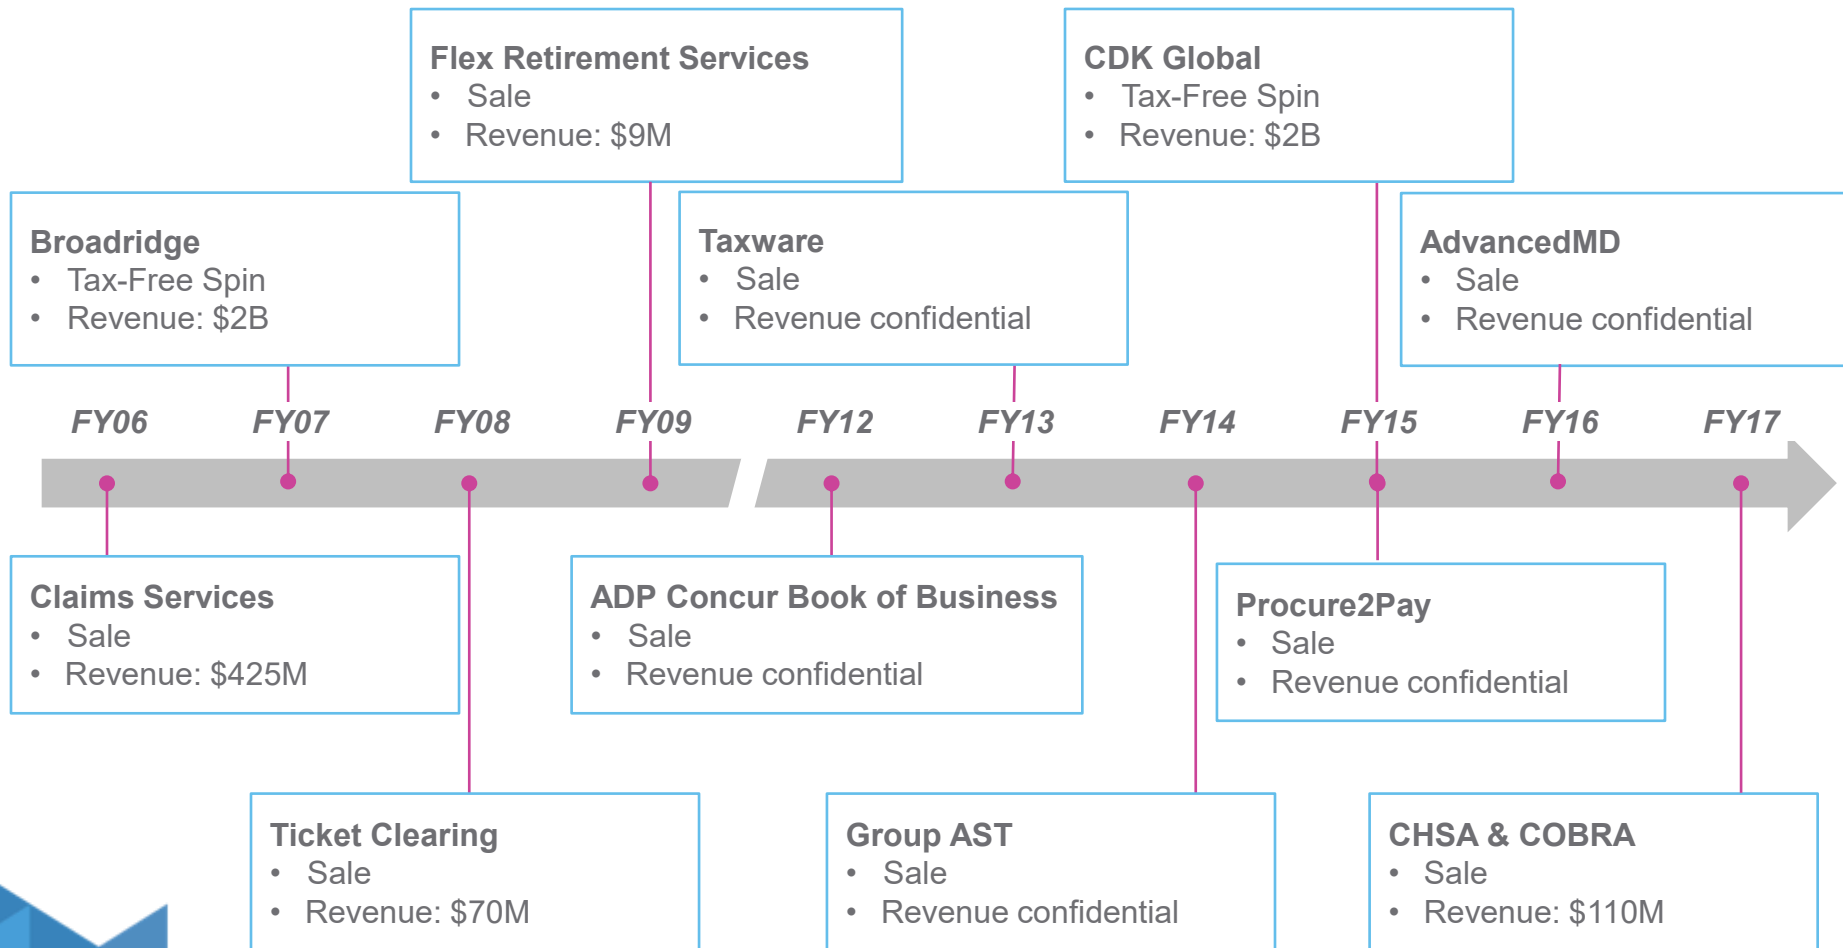 Flex Retirement Services
• Sale
• Revenue: $9M
CDK Global
• Tax-Free Spin
• Revenue: $2B
Broadridge
• Tax-Free Spin
• Revenue: $2B
Taxware
• Sale
• Revenue confidential
AdvancedMD
• Sale
• Revenue confidential
FY06 FY07 FY08 FY09 FY12 FY13 FY14 FY15 FY16 FY17
Claims Services
• Sale
• Revenue: $425M
ADP Concur Book of Business
• Sale
• Revenue confidential
Procure2Pay
• Sale
• Revenue confidential
Ticket Clearing
• Sale
• Revenue: $70M
Group AST
• Sale
• Revenue confidential
CHSA & COBRA
• Sale
• Revenue: $110M